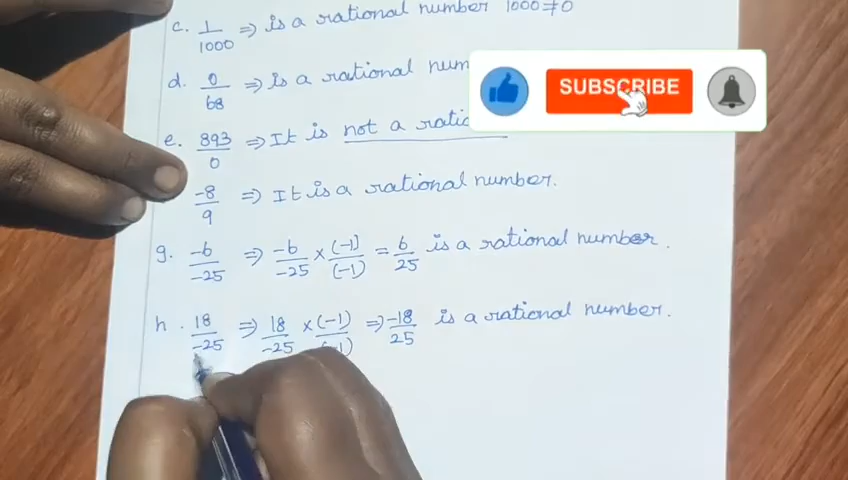 c. 1/1000 ⇒ is a rational number 1000 ≠ 0
d. 0/68 ⇒ Is a rational num
SUBSCRIBE
e. 893/0 ⇒ It is not a ratio
-8/9 ⇒ It is a rational number.
g. -6/-25 ⇒ -6/-25 × (-1)/(-1) = 6/25 is a rational number.
h. 18/-25 ⇒ 18/-25 × (-1)/(-1) ⇒ -18/25 is a rational number.